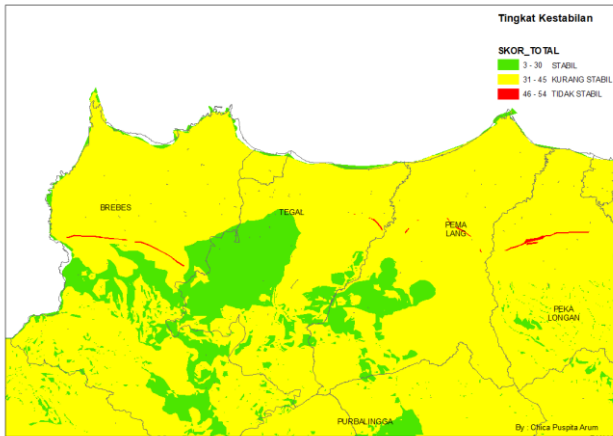 Tingkat Kestabilan
SKOR_TOTAL
3 - 30 STABIL
31 - 45 KURANG STABIL
46 - 54 TIDAK STABIL
BREBES
TEGAL
PEMA
LANG
PEKA
LONGAN
PURBALINGGA
By : Chica Puspita Arum